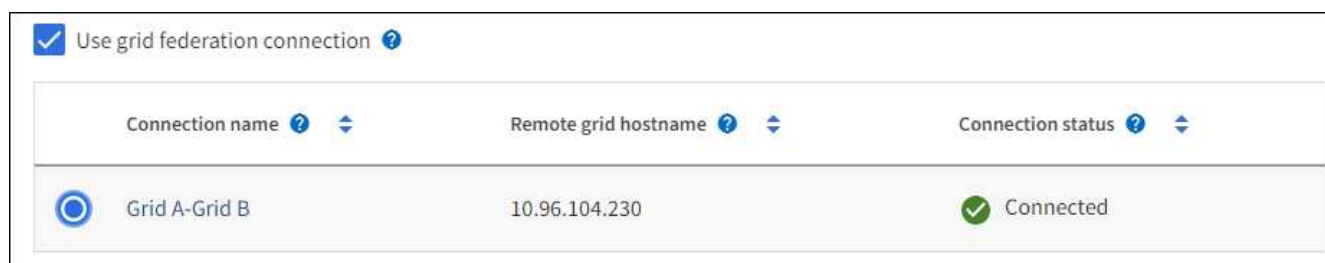 Use grid federation connection
Connection name Remote grid hostname Connection status
Grid A-Grid B 10.96.104.230 Connected